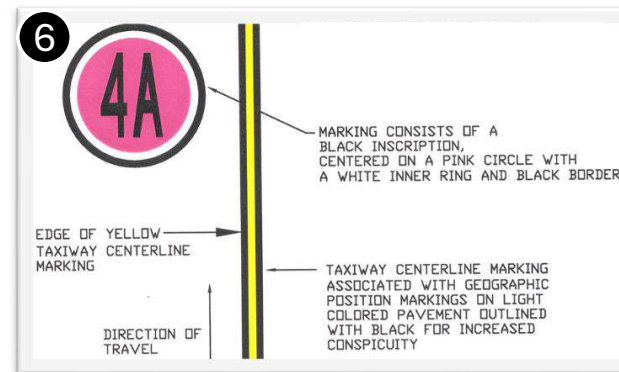 6
4A
MARKING CONSISTS OF A
BLACK INSCRIPTION,
CENTERED ON A PINK CIRCLE WITH
A WHITE INNER RING AND BLACK BORDER
EDGE OF YELLOW
TAXIWAY CENTERLINE
MARKING
TAXIWAY CENTERLINE MARKING
ASSOCIATED WITH GEOGRAPHIC
POSITION MARKINGS ON LIGHT
COLORED PAVEMENT OUTLINED
WITH BLACK FOR INCREASED
CONSPICUITY
DIRECTION OF
TRAVEL